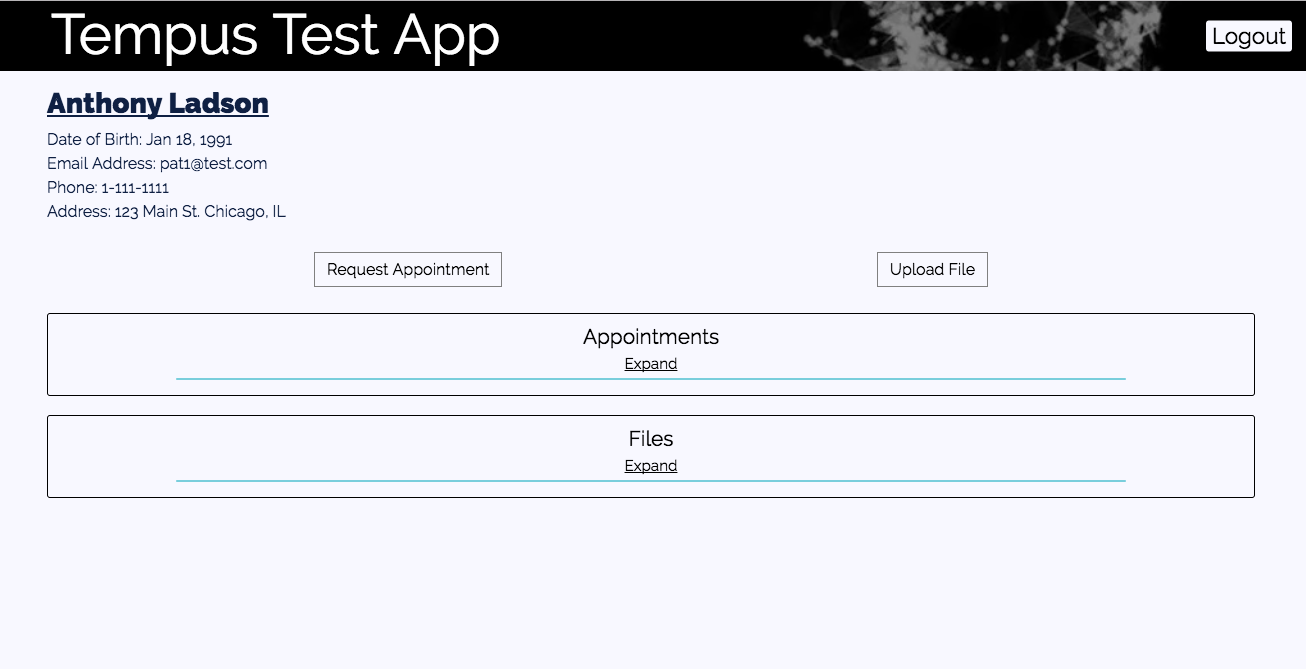 Tempus Test App
Logout
Anthony Ladson
Date of Birth: Jan 18, 1991
Email Address: pat1@test.com
Phone: 1-111-1111
Address: 123 Main St. Chicago, IL
Request Appointment
Upload File
Appointments
Expand
Files
Expand